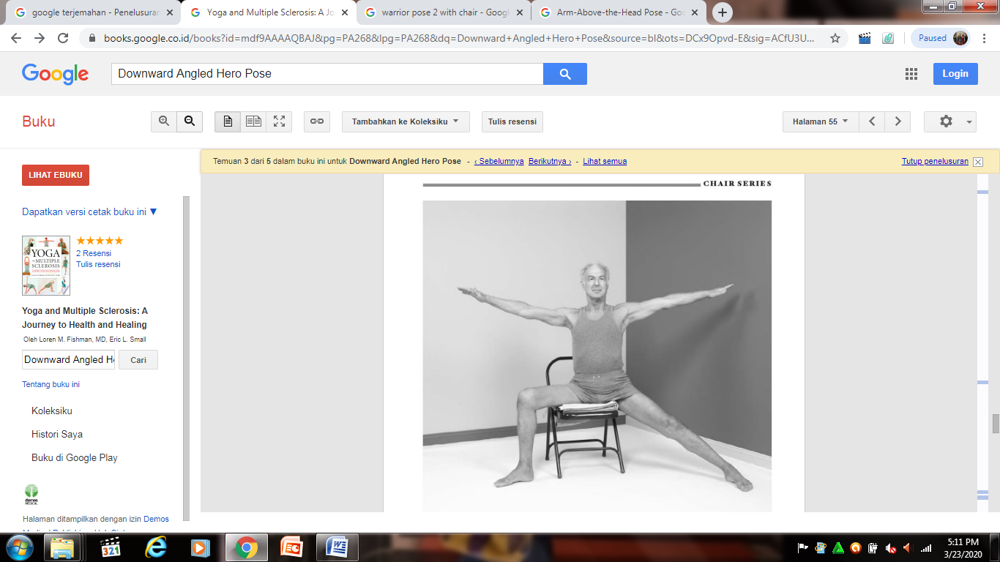 google terjemahan - Penelusuran
Yoga and Multiple Sclerosis: A Jo
warrior pose 2 with chair - Googl
Arm-Above-the-Head Pose - Goo
books.google.co.id/books?id=mdf9AAAAQBAJ&pg=PA268&lpg=PA268&dq=Downward+Angled+Hero+Pose&source=bl&ots=DCx9Opvd-E&sig=ACfU3U...
Paused
Google
Downward Angled Hero Pose
Login
Buku
Tambahkan ke Koleksiku
Tulis resensi
Halaman 55
Temuan 3 dari 5 dalam buku ini untuk Downward Angled Hero Pose - ‹ Sebelumnya Berikutnya › - Lihat semua
Tutup penelusuran
LIHAT EBUKU
Dapatkan versi cetak buku ini ▼
YOGA
MULTIPLE
SCLEROSIS
2 Resensi
Tulis resensi
Yoga and Multiple Sclerosis: A
Journey to Health and Healing
Oleh Loren M. Fishman, MD, Eric L. Small
Downward Angled He
Cari
Tentang buku ini
Koleksiku
Histori Saya
Buku di Google Play
demos
MEDICAL
Halaman ditampilkan dengan izin Demos
CHAIR SERIES
321
5:11 PM
3/23/2020